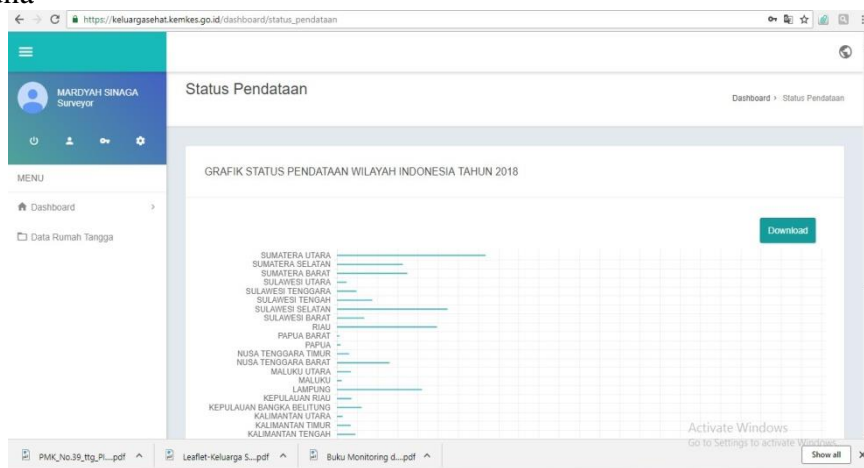 https://keluargasehat.kemkes.go.id/dashboard/status_pendataan
MARDYAH SINAGA
Surveyor
Status Pendataan
Dashboard > Status Pendataan
MENU
Dashboard
Data Rumah Tangga
GRAFIK STATUS PENDATAAN WILAYAH INDONESIA TAHUN 2018
Download
SUMATERA UTARA
SUMATERA SELATAN
SUMATERA BARAT
SULAWESI UTARA
SULAWESI TENGGARA
SULAWESI TENGAH
SULAWESI SELATAN
SULAWESI BARAT
RIAU
PAPUA BARAT
PAPUA
NUSA TENGGARA TIMUR
NUSA TENGGARA BARAT
MALUKU UTARA
MALUKU
LAMPUNG
KEPULAUAN RIAU
KEPULAUAN BANGKA BELITUNG
KALIMANTAN UTARA
KALIMANTAN TIMUR
KALIMANTAN TENGAH
Activate Windows
Go to Settings to activate Windows.
PMK_No.39_ttg_PI....pdf
Leaflet-Keluarga S....pdf
Buku Monitoring d....pdf
Show all